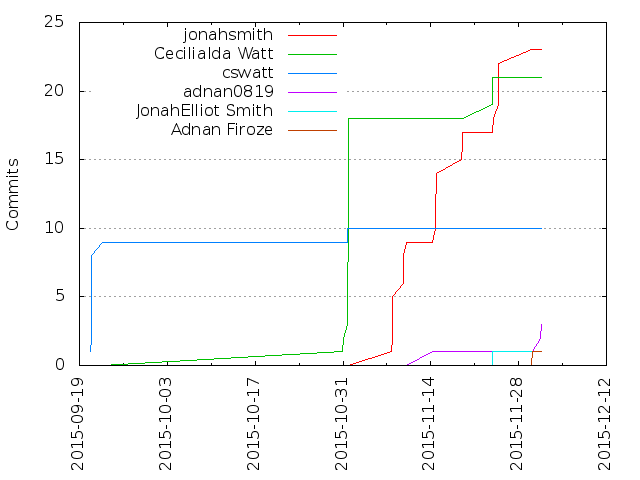 25
20
15
10
5
0
Commits
jonahsmith
Cecilialda Watt
cswatt
adnan0819
JonahElliot Smith
Adnan Firoze
2015-09-19
2015-10-03
2015-10-17
2015-10-31
2015-11-14
2015-11-28
2015-12-12